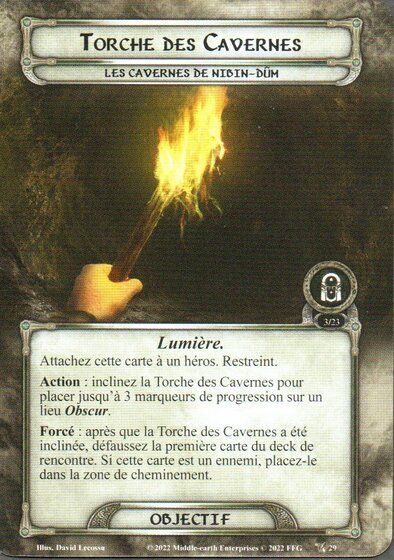 Torche des Cavernes
Les Cavernes de Nibin-Dûm
3/23
Lumière.
Attachez cette carte à un héros. Restreint.
Action : inclinez la Torche des Cavernes pour
placer jusqu'à 3 marqueurs de progression sur un
lieu Obscur.
Forcé : après que la Torche des Cavernes a été
inclinée, défaussez la première carte du deck de
rencontre. Si cette carte est un ennemi, placez-le
dans la zone de cheminement.
Objectif
Illus. David Lecossu
©2022 Middle-earth Enterprises © 2022 FFG
29